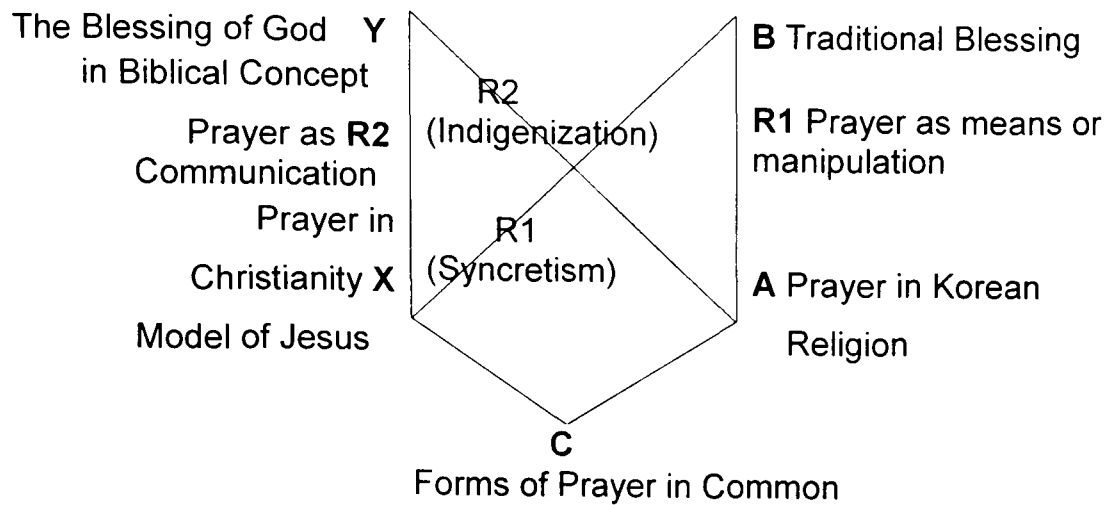 The Blessing of God Y
in Biblical Concept
Prayer as R2
Communication
Prayer in
Christianity X
Model of Jesus
R2
(Indigenization)
R1
(Syncretism)
B Traditional Blessing
R1 Prayer as means or
manipulation
A Prayer in Korean
Religion
C
Forms of Prayer in Common